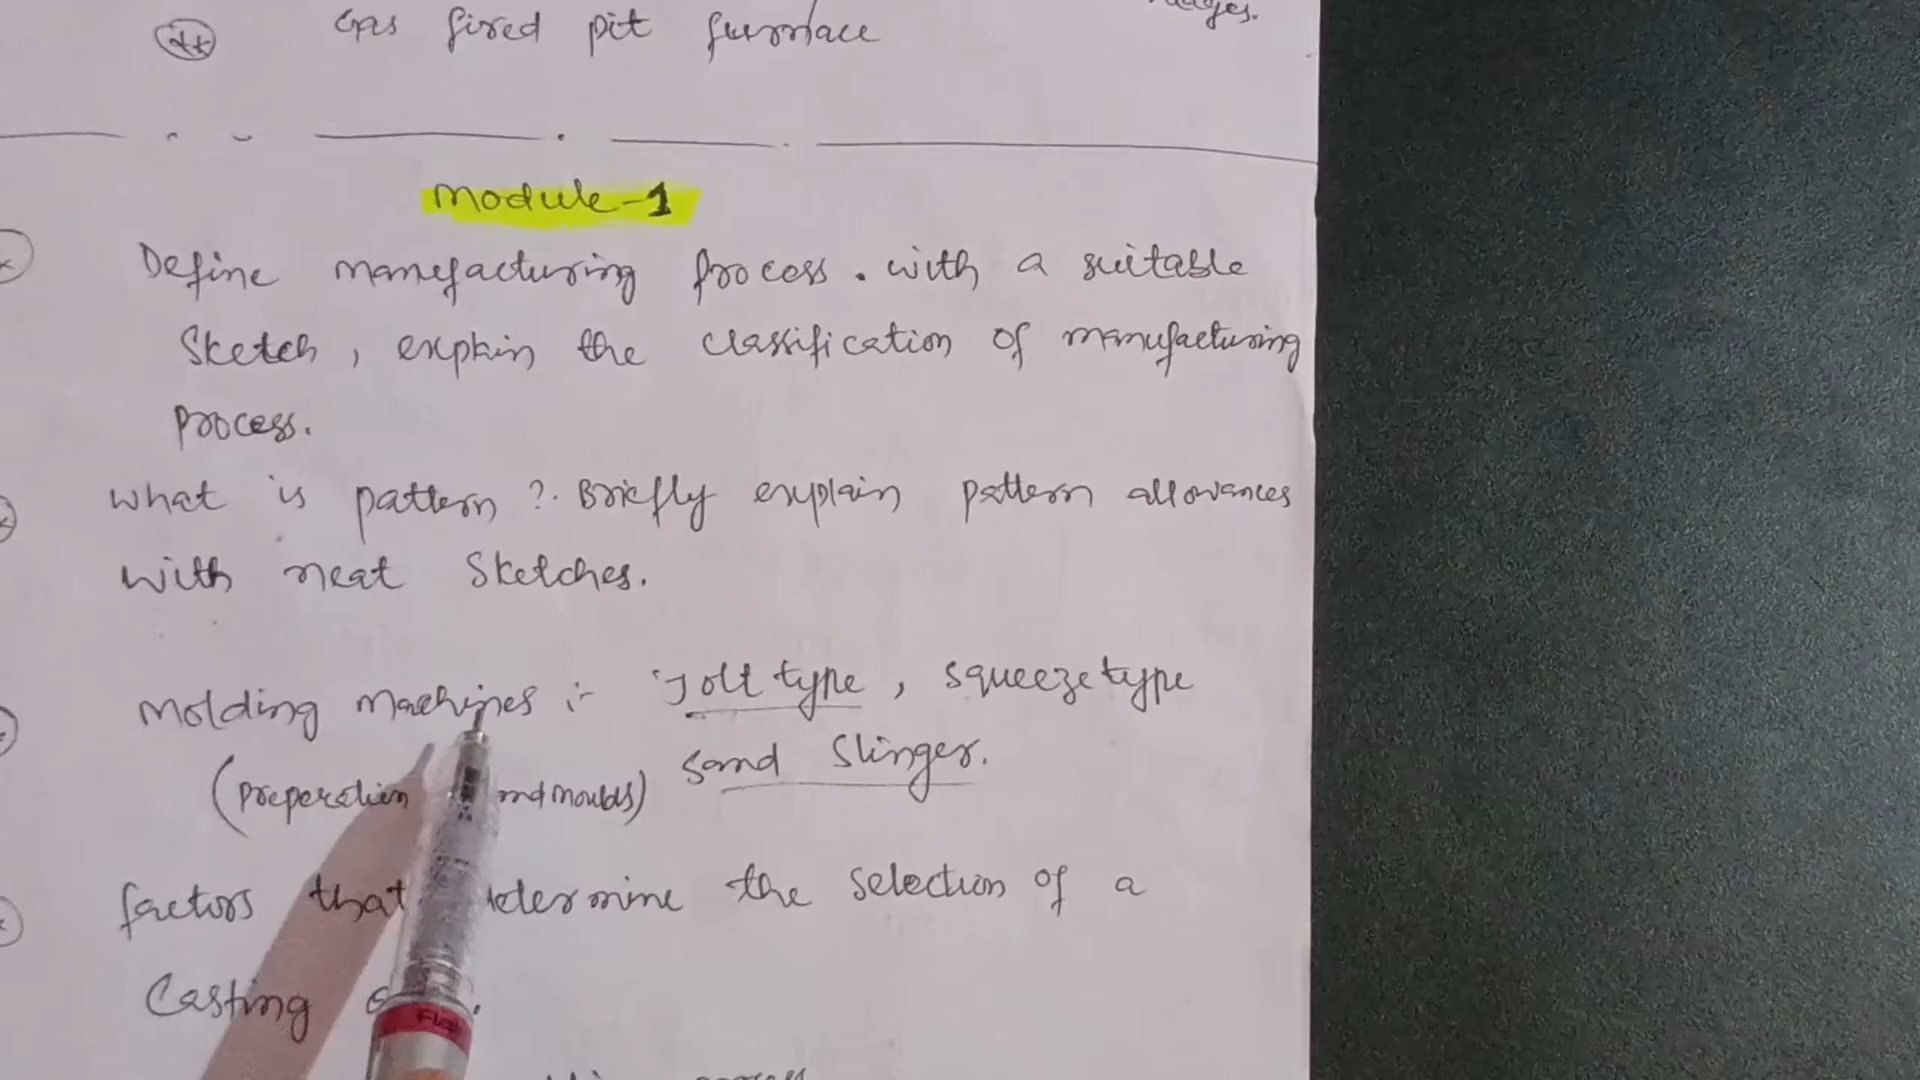 Gas fired pit furnace
Module-1
Define manufacturing process. with a suitable
Sketch, explain the classification of manufacturing
process.
What is pattern?. Briefly explain pattern allowances
with neat Sketches.
Molding Machines :- Jolt type, squeeze type
(preperation moulds) Sand Slinger.
factors that determine the selection of a
Casting
process